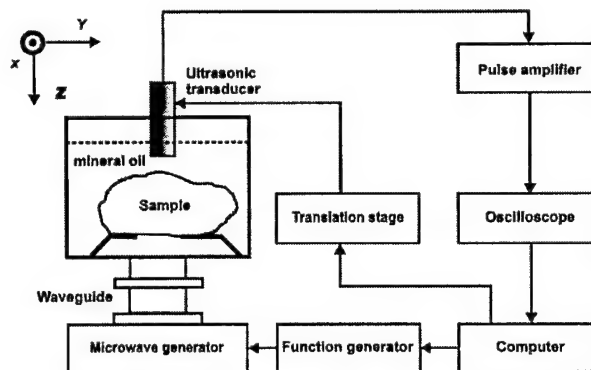 Y
X
Z
Ultrasonic
transducer
Pulse amplifier
mineral oil
Sample
Translation stage
Oscilloscope
Waveguide
Microwave generator
Function generator
Computer